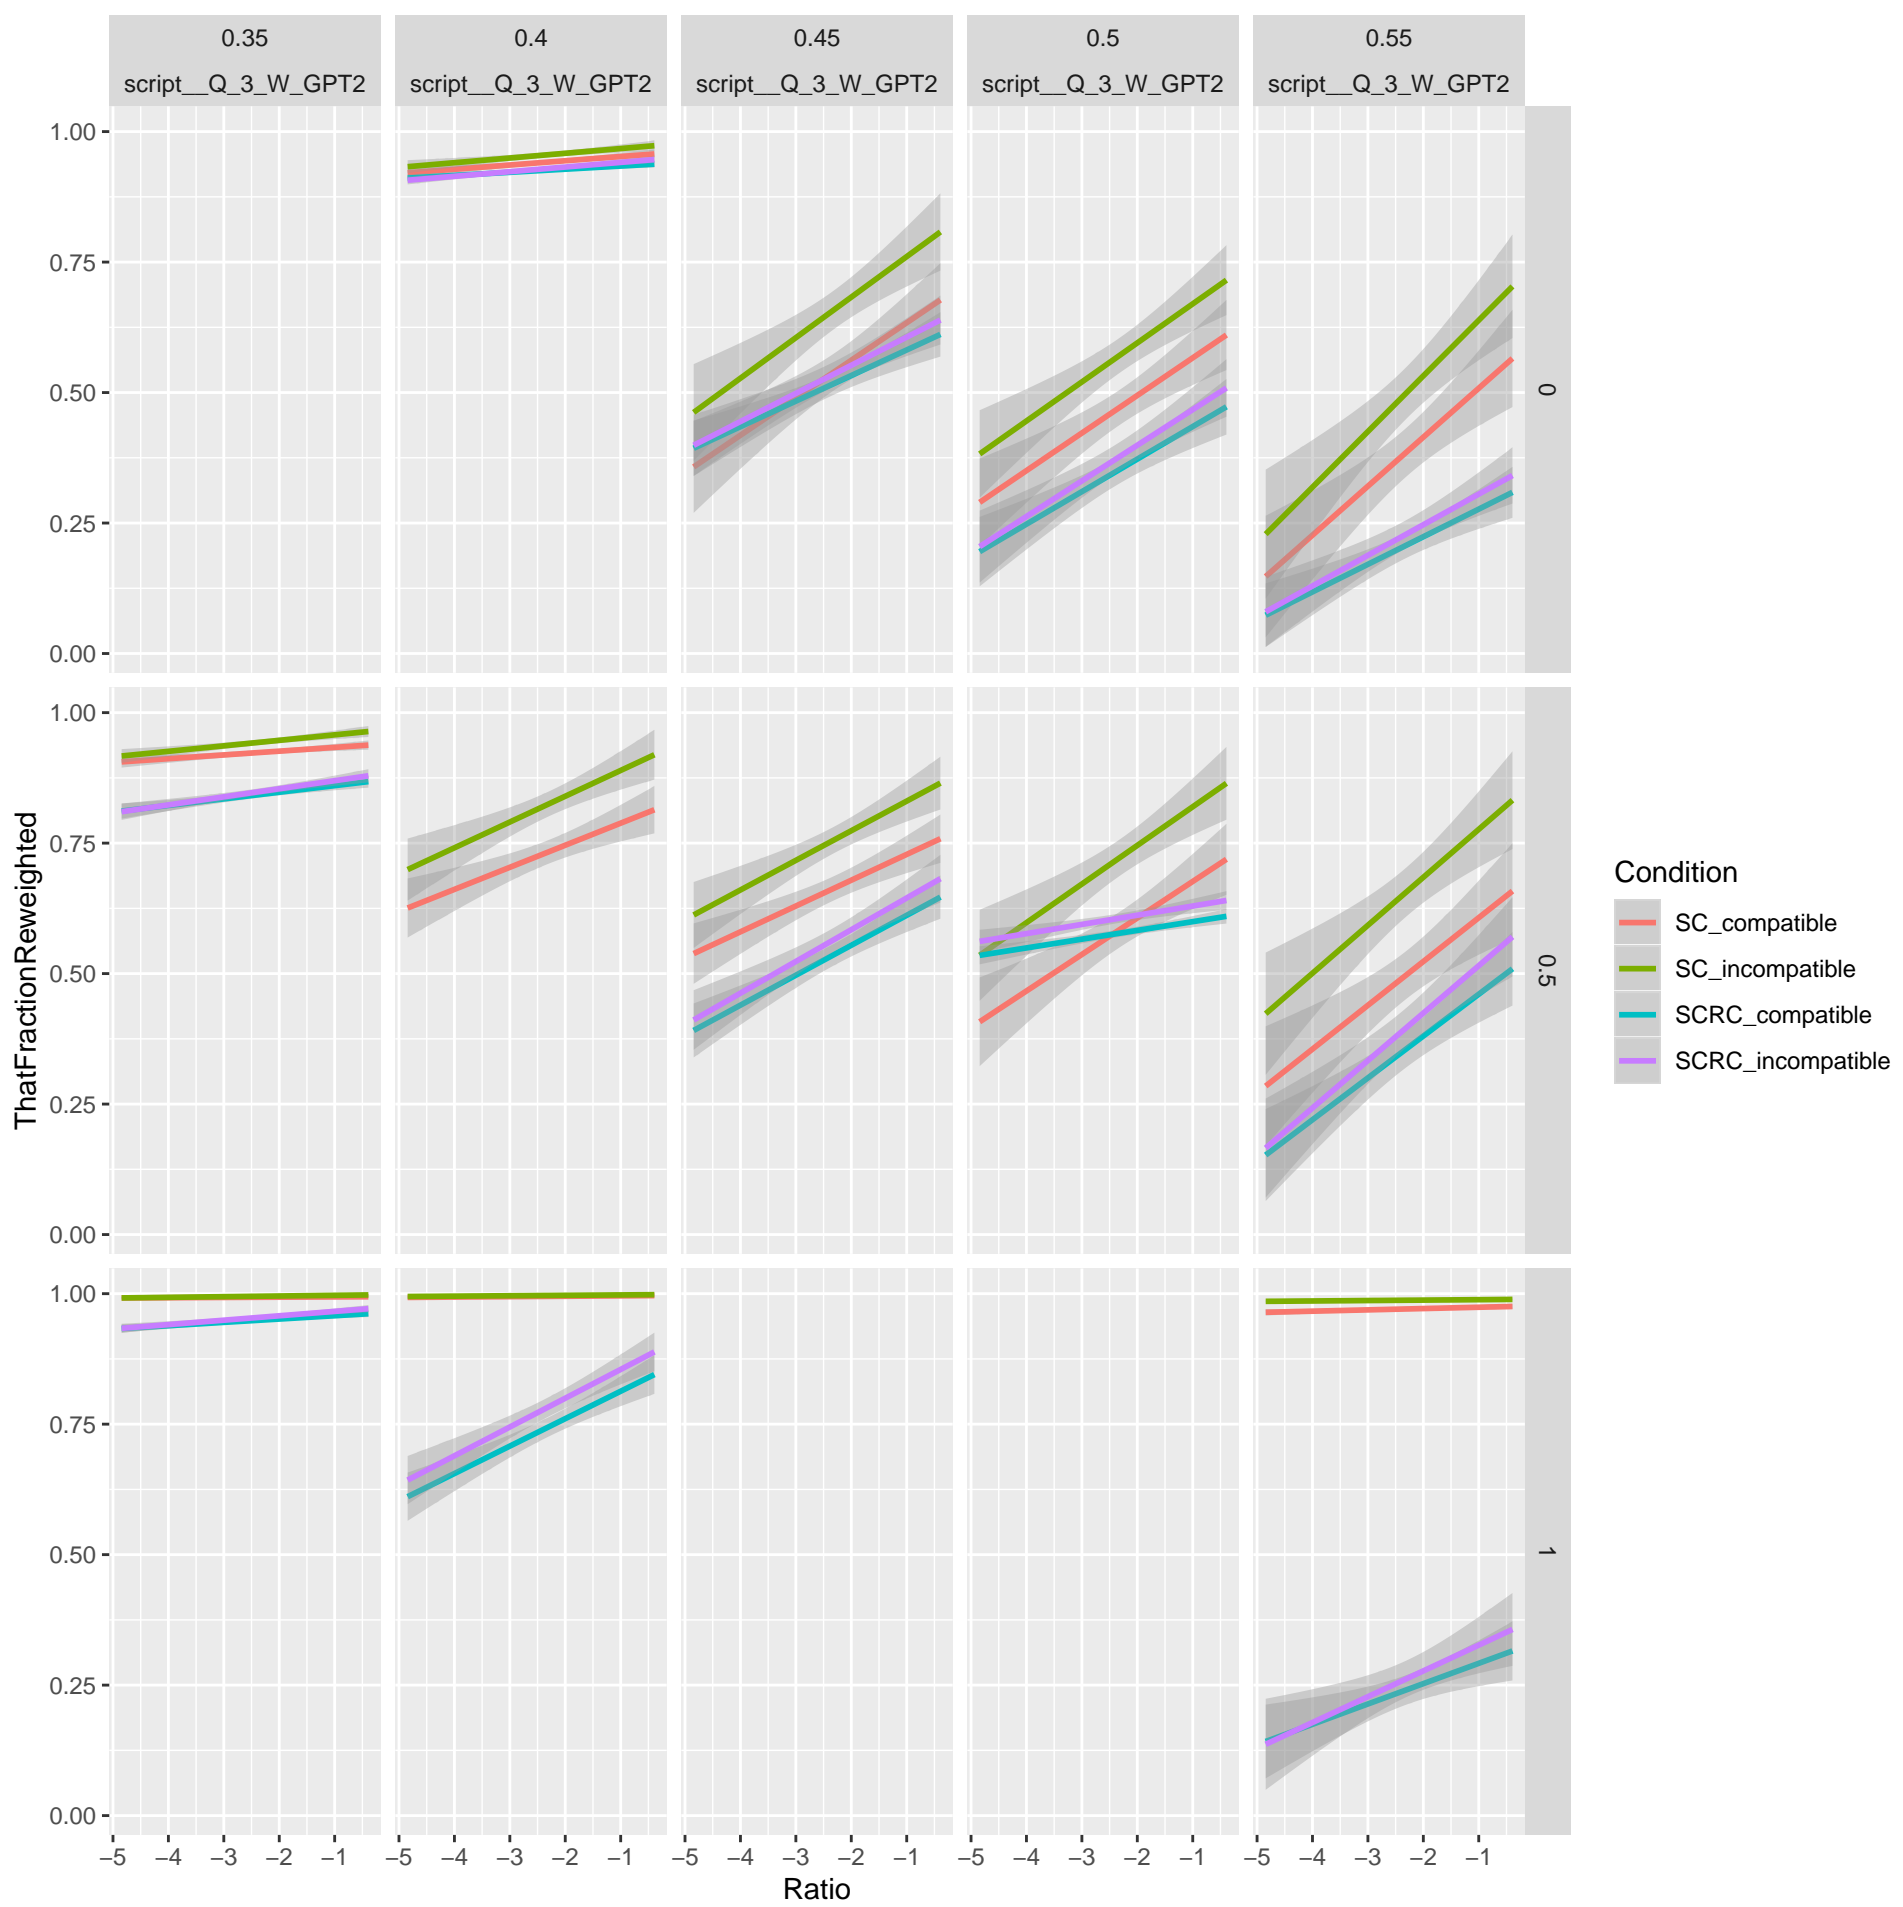 0.35 0.4 0.45 0.5 0.55
script__Q_3_W_GPT2 script__Q_3_W_GPT2 script__Q_3_W_GPT2 script__Q_3_W_GPT2 script__Q_3_W_GPT2
1.00
0.75
0.50
0.25
0.00
0
1.00
0.75
0.50
0.25
0.00
0.5
1.00
0.75
0.50
0.25
0.00
1
−5 −4 −3 −2 −1 −5 −4 −3 −2 −1 −5 −4 −3 −2 −1 −5 −4 −3 −2 −1 −5 −4 −3 −2 −1
Ratio
ThatFractionReweighted
Condition
SC_compatible
SC_incompatible
SCRC_compatible
SCRC_incompatible